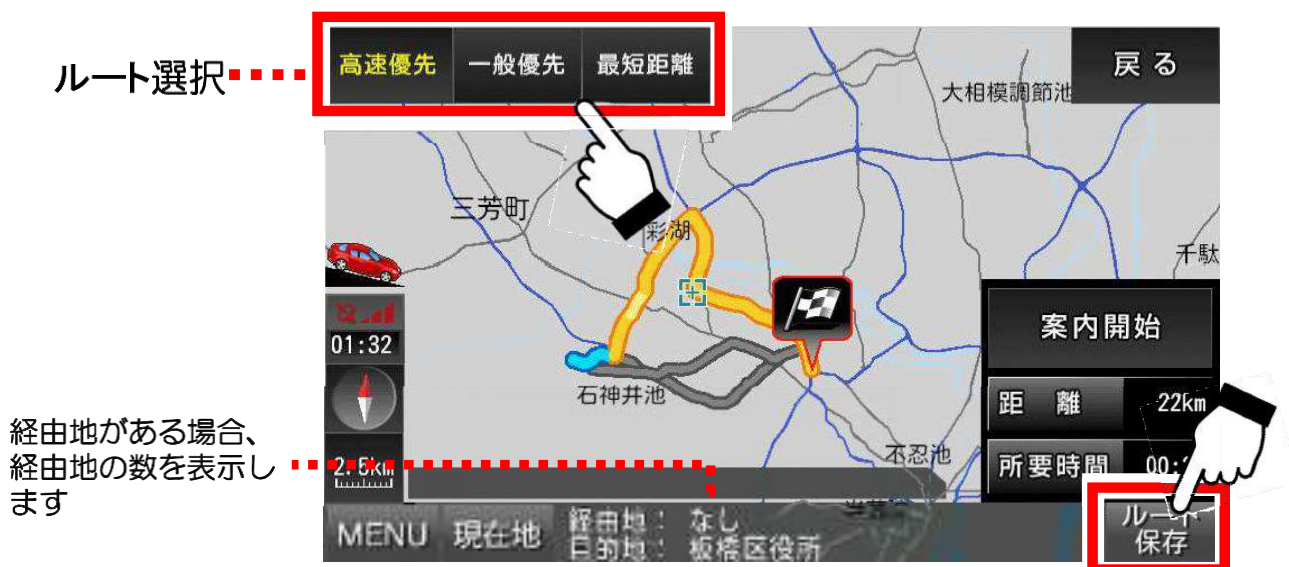 高速優先
一般優先
最短距離
戻る
ルート選択
大相模調節池
三芳町
彩湖
千駄
01:32
案内開始
石神井池
距離 22km
経由地がある場合、
経由地の数を表示し
ます
2.5km
不忍池
所要時間 00:
MENU
現在地
経由地： なし
目的地： 板橋区役所
ルート
保存